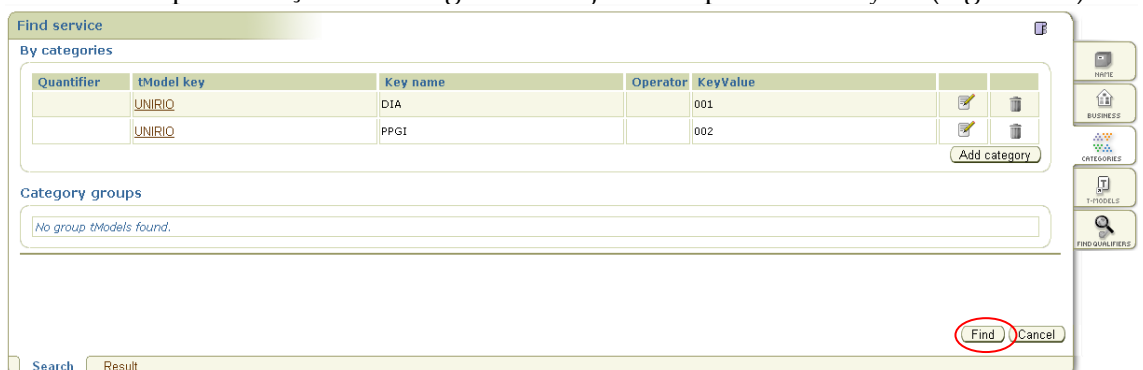 Find service
By categories
Quantifier tModel key Key name Operator KeyValue
UNIRIO DIA 001
UNIRIO PPGI 002
Add category
Category groups
No group tModels found.
Find Cancel
Search Result
NAME
BUSINESS
CATEGORIES
T-MODELS
FIND QUALIFIERS